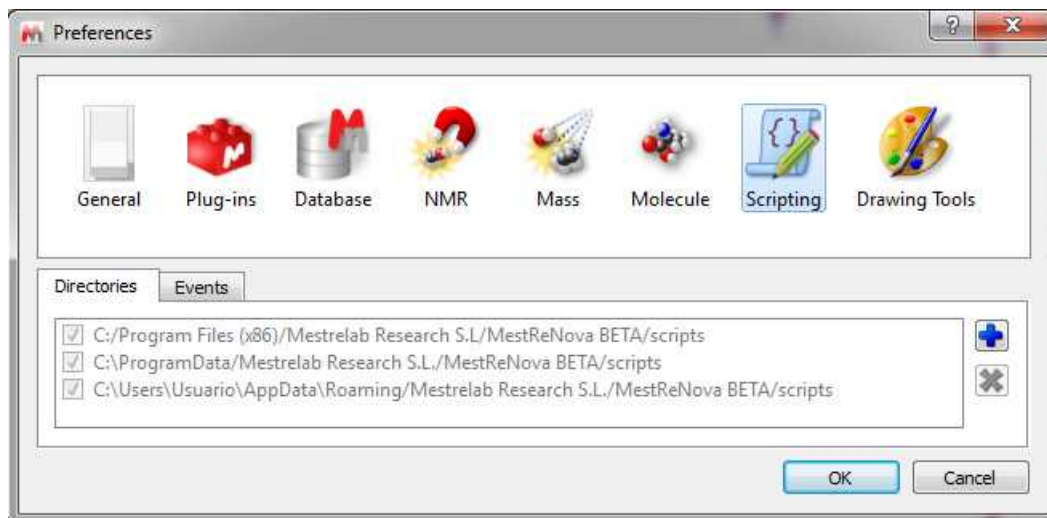 Preferences
General Plug-ins Database NMR Mass Molecule Scripting Drawing Tools
Directories Events
C:/Program Files (x86)/Mestrelab Research S.L/MestReNova BETA/scripts
C:\ProgramData/Mestrelab Research S.L./MestReNova BETA/scripts
C:\Users\Usuario\AppData\Roaming/Mestrelab Research S.L./MestReNova BETA/scripts
OK Cancel